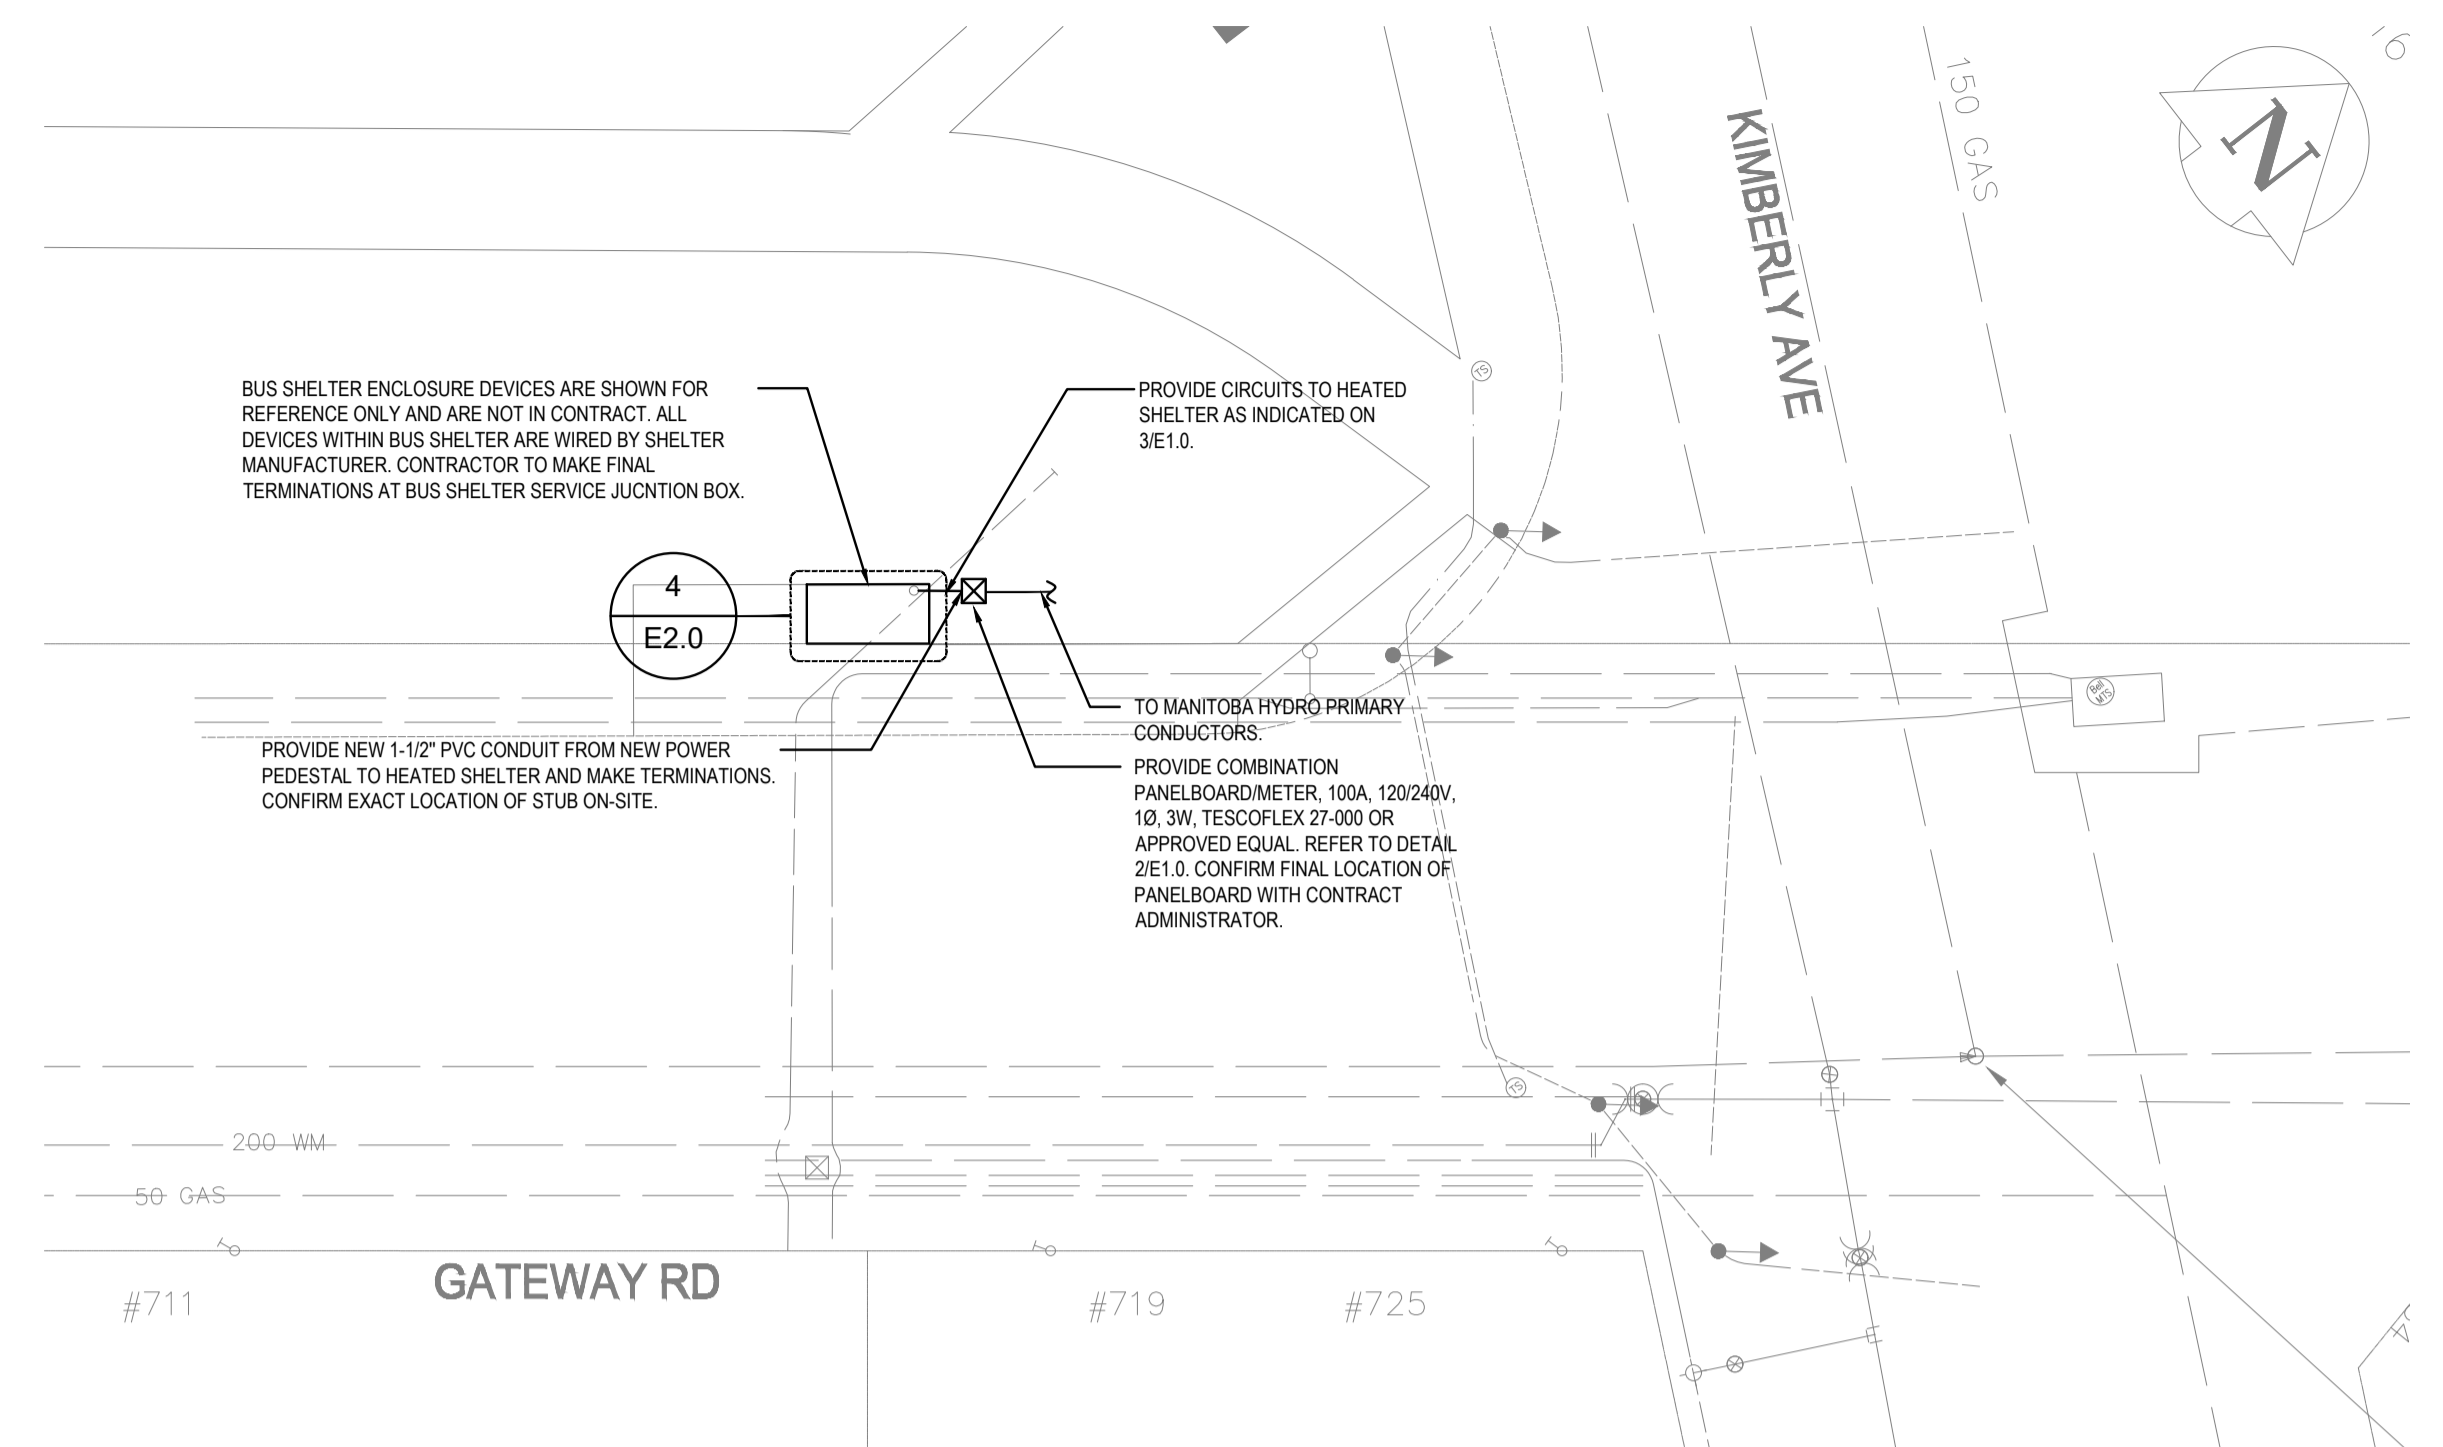 16
150 GAS
N
KIMBERLY AVE
BUS SHELTER ENCLOSURE DEVICES ARE SHOWN FOR
REFERENCE ONLY AND ARE NOT IN CONTRACT. ALL
DEVICES WITHIN BUS SHELTER ARE WIRED BY SHELTER
MANUFACTURER. CONTRACTOR TO MAKE FINAL
TERMINATIONS AT BUS SHELTER SERVICE JUCNTION BOX.
PROVIDE CIRCUITS TO HEATED
SHELTER AS INDICATED ON
3/E1.0.
TS
4
E2.0
Bell
MTS
TO MANITOBA HYDRO PRIMARY
CONDUCTORS.
PROVIDE NEW 1-1/2" PVC CONDUIT FROM NEW POWER
PEDESTAL TO HEATED SHELTER AND MAKE TERMINATIONS.
CONFIRM EXACT LOCATION OF STUB ON-SITE.
PROVIDE COMBINATION
PANELBOARD/METER, 100A, 120/240V,
1Ø, 3W, TESCOFLEX 27-000 OR
APPROVED EQUAL. REFER TO DETAIL
2/E1.0. CONFIRM FINAL LOCATION OF
PANELBOARD WITH CONTRACT
ADMINISTRATOR.
TS
200 WM
50 GAS
GATEWAY RD
#711
#719
#725